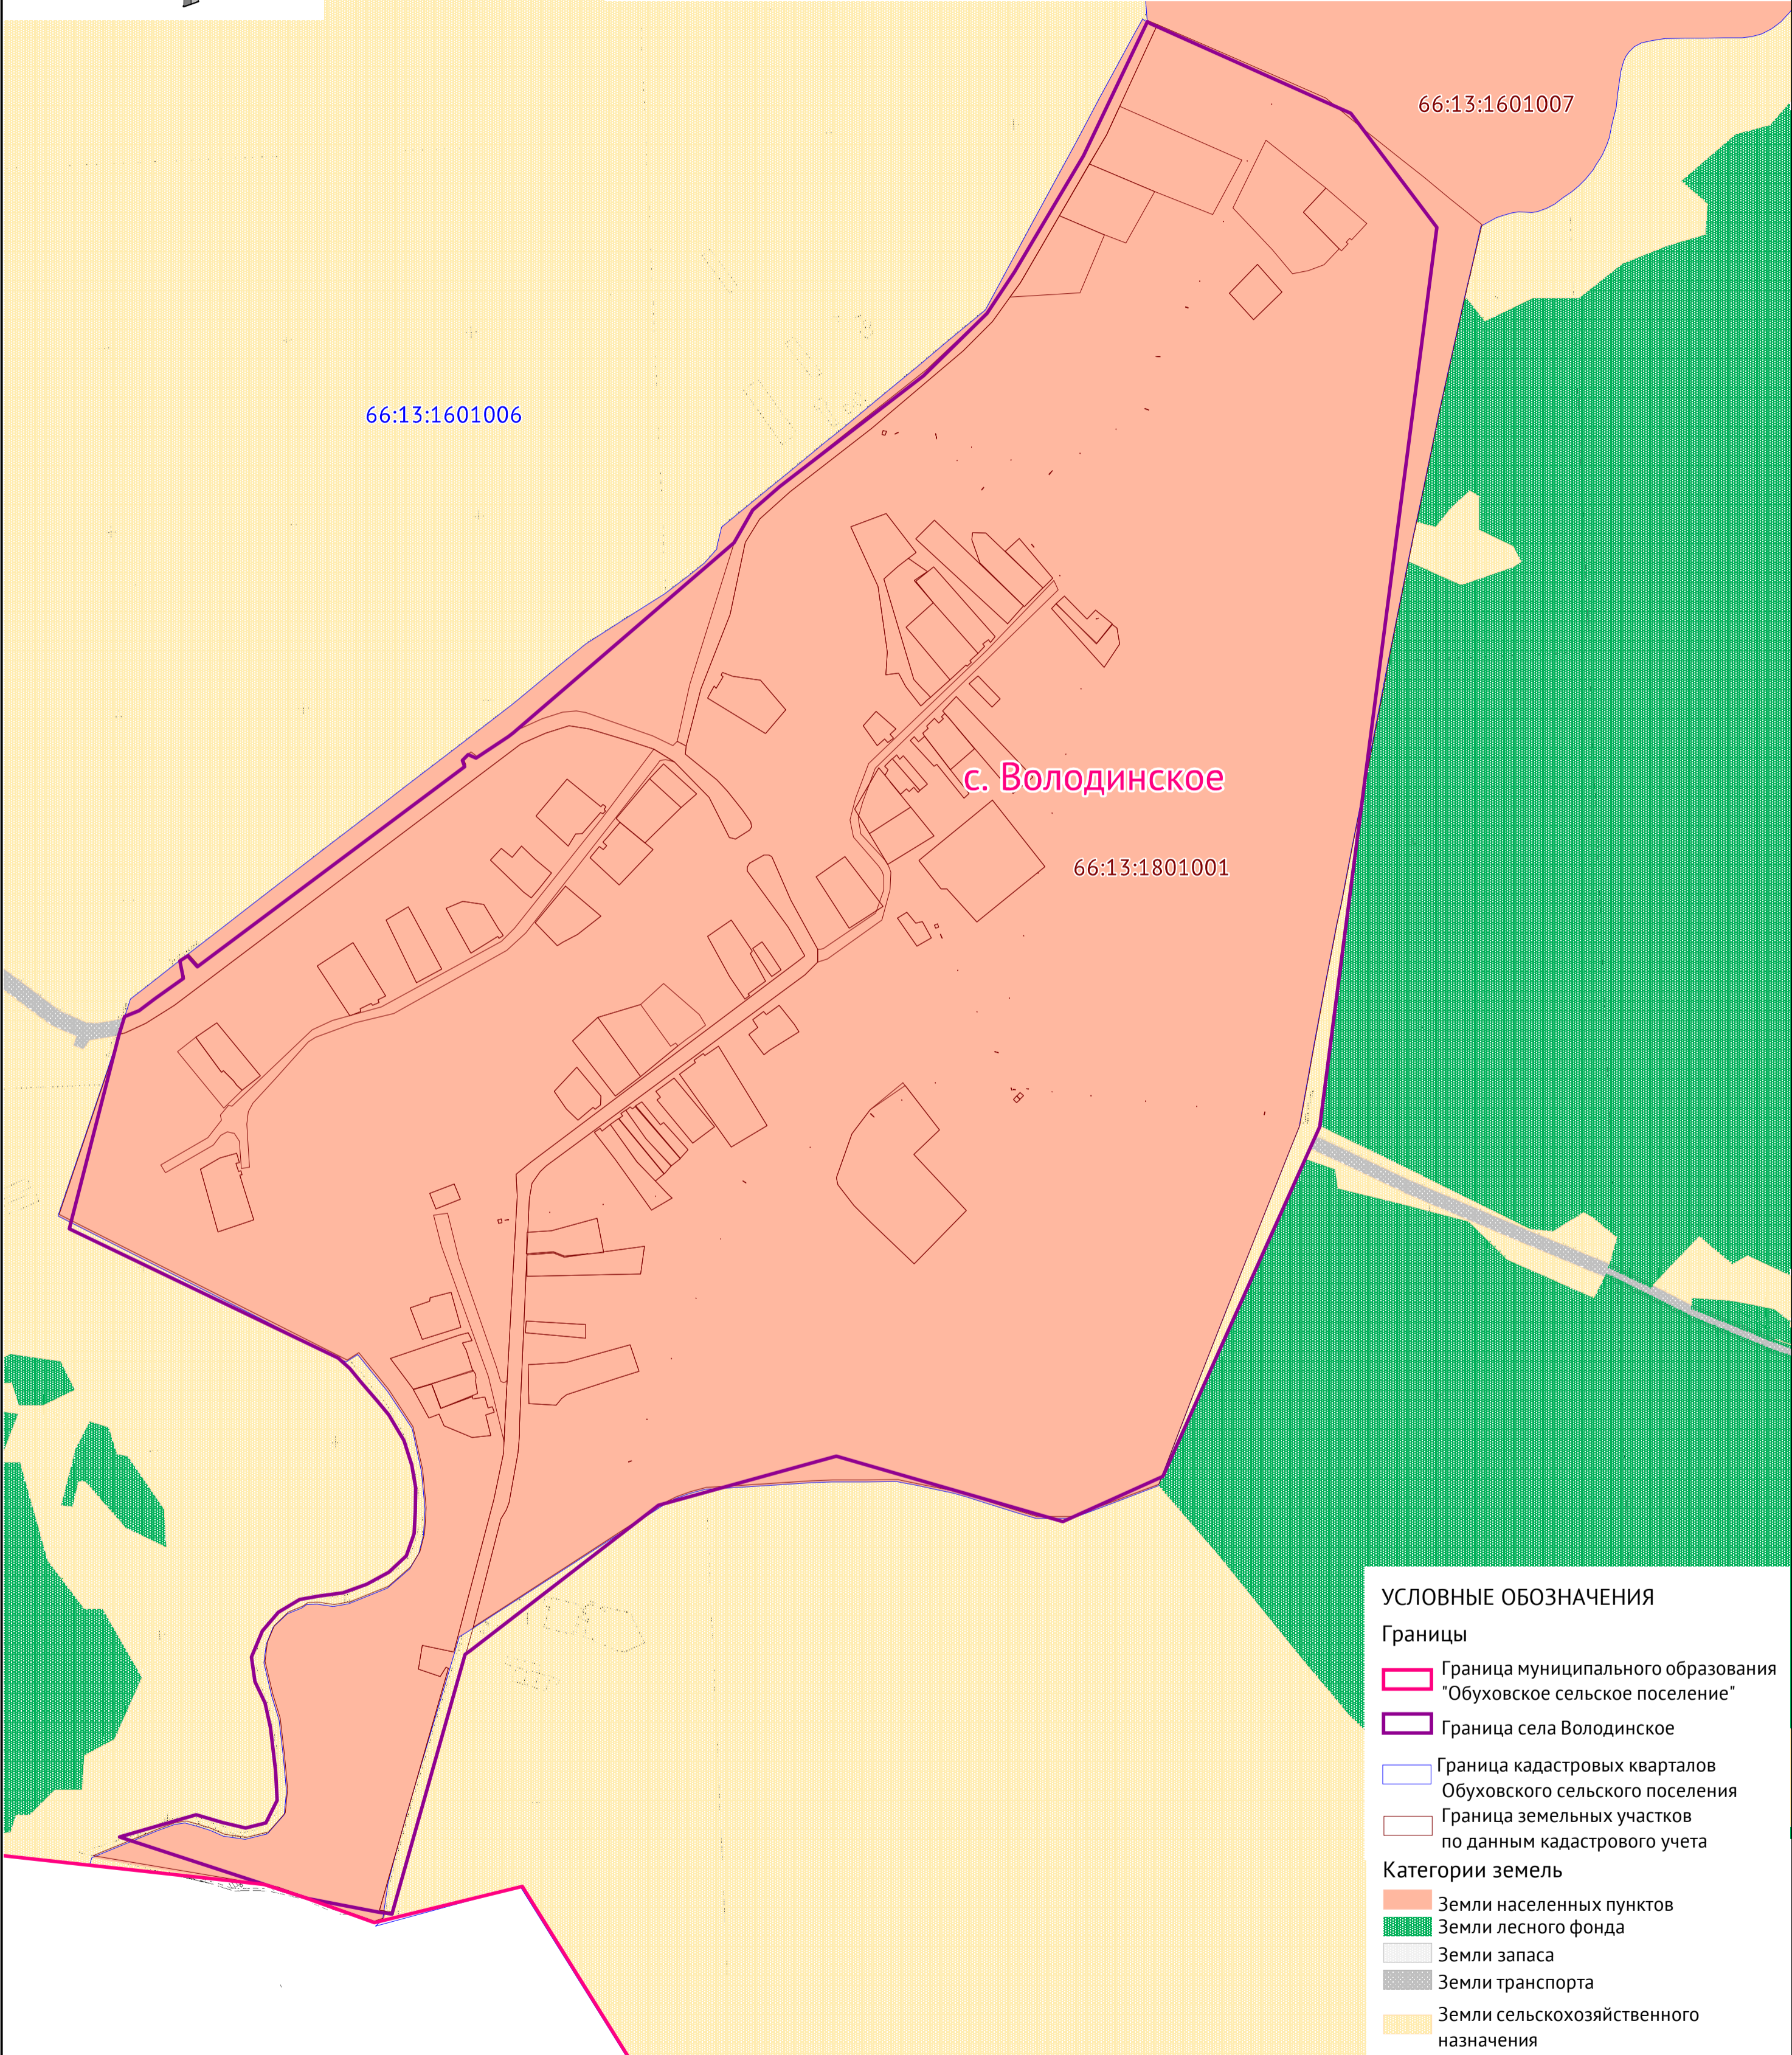 66:13:1601007
66:13:1601006
с. Володинское
66:13:1801001
УСЛОВНЫЕ ОБОЗНАЧЕНИЯ
Границы
Граница муниципального образования
"Обуховское сельское поселение"
Граница села Володинское
Граница кадастровых кварталов
Обуховского сельского поселения
Граница земельных участков
по данным кадастрового учета
Категории земель
Земли населенных пунктов
Земли лесного фонда
Земли запаса
Земли транспорта
Земли сельскохозяйственного
назначения